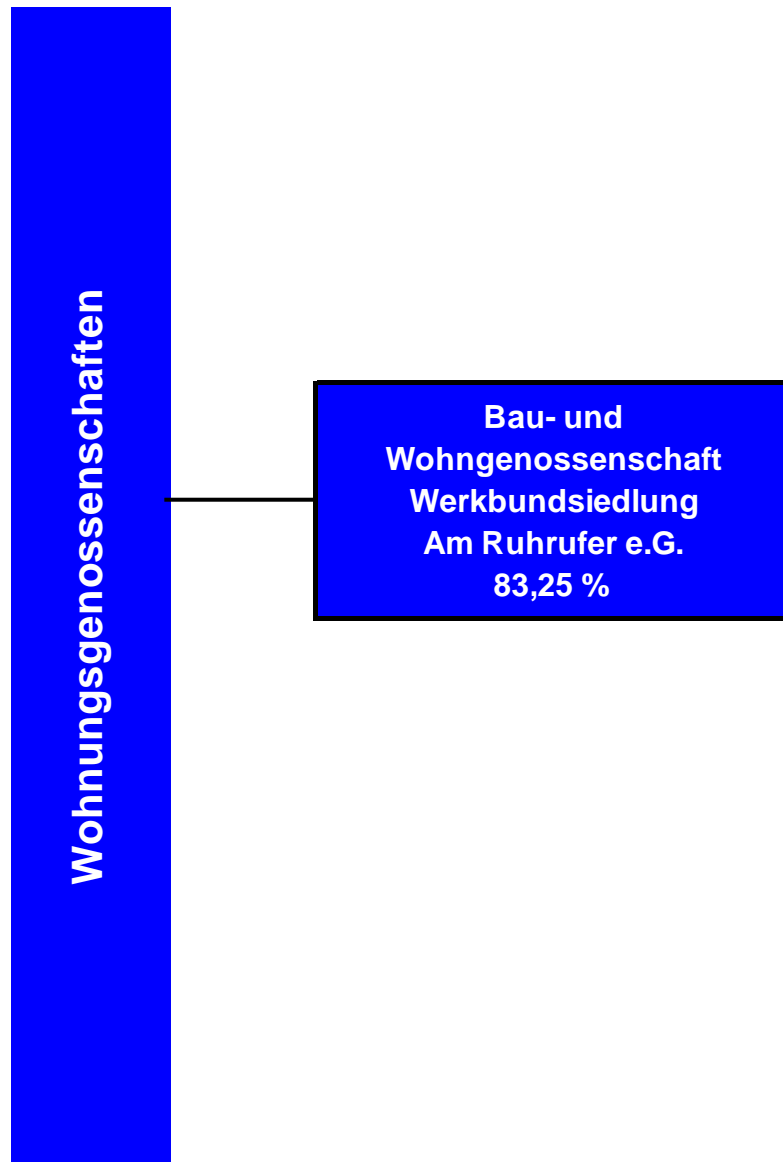 Wohnungsgenossenschaften
Bau- und
Wohngenossenschaft
Werkbundsiedlung
Am Ruhrufer e.G.
83,25 %